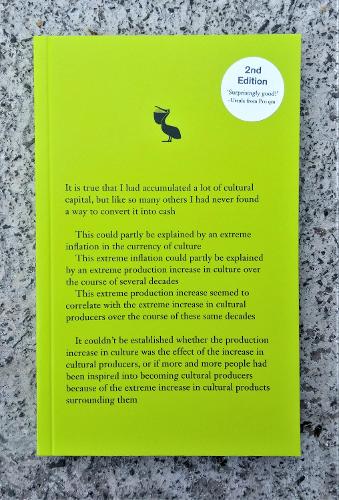 2nd
Edition
'Surprisingly good!'
- Ursula from Pro qm
It is true that I had accumulated a lot of cultural
capital, but like so many others I had never found
a way to convert it into cash
This could partly be explained by an extreme
inflation in the currency of culture
This extreme inflation could partly be explained
by an extreme production increase in culture over
the course of several decades
This extreme production increase seemed to
correlate with the extreme increase in cultural
producers over the course of these same decades
It couldn't be established whether the production
increase in culture was the effect of the increase in
cultural producers, or if more and more people had
been inspired into becoming cultural producers
because of the extreme increase in cultural products
surrounding them